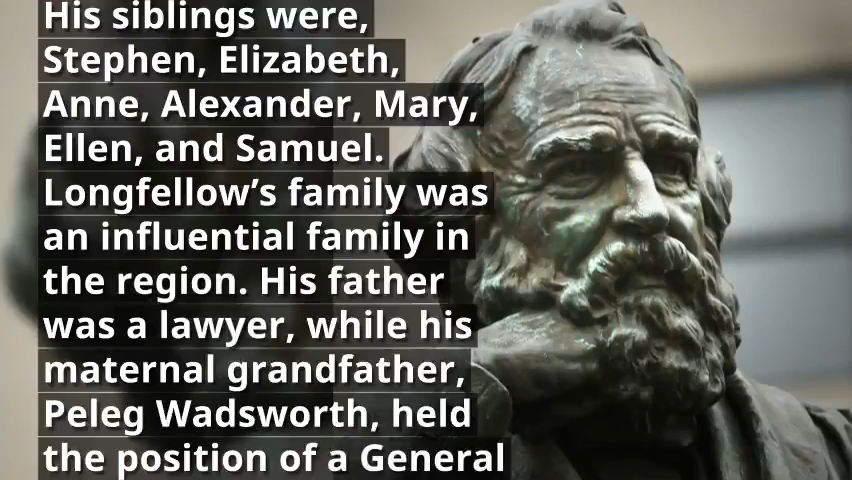 His siblings were,
Stephen, Elizabeth,
Anne, Alexander, Mary,
Ellen, and Samuel.
Longfellow’s family was
an influential family in
the region. His father
was a lawyer, while his
maternal grandfather,
Peleg Wadsworth, held
the position of a General